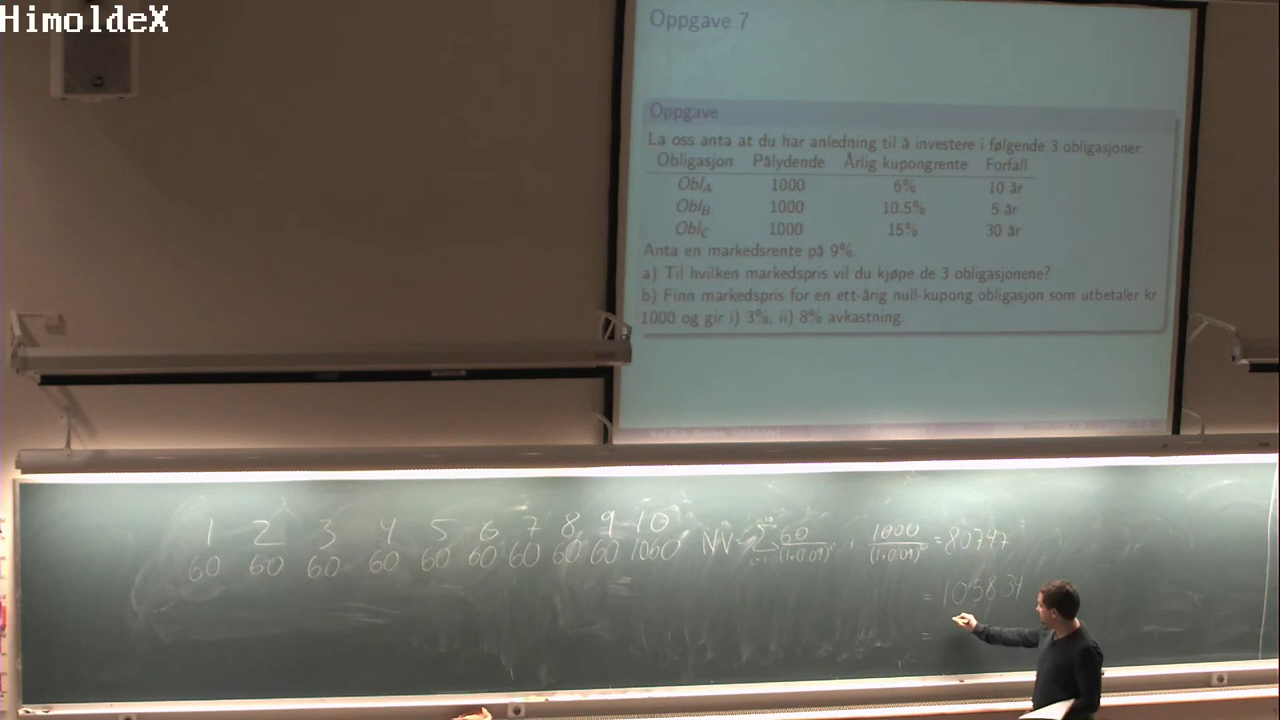 HimoldeX
Oppgave 7
Oppgave
La oss anta at du har anledning til å investere i følgende 3 obligasjoner:
Obligasjon Pålydende Årlig kupongrente Forfall
Obl_A 1000 6% 10 år
Obl_B 1000 10.5% 5 år
Obl_C 1000 15% 30 år
Anta en markedsrente på 9%.
a) Til hvilken markedspris vil du kjøpe de 3 obligasjonene?
b) Finn markedspris for en ett-årig null-kupong obligasjon som utbetaler kr
1000 og gir i) 3%, ii) 8% avkastning.
1 2 3 4 5 6 7 8 9 10
60 60 60 60 60 60 60 60 60 1060
NV = ∑ 60 1000 = 807.47
(1+0.09) (1+0.09)
= 1058.34
=